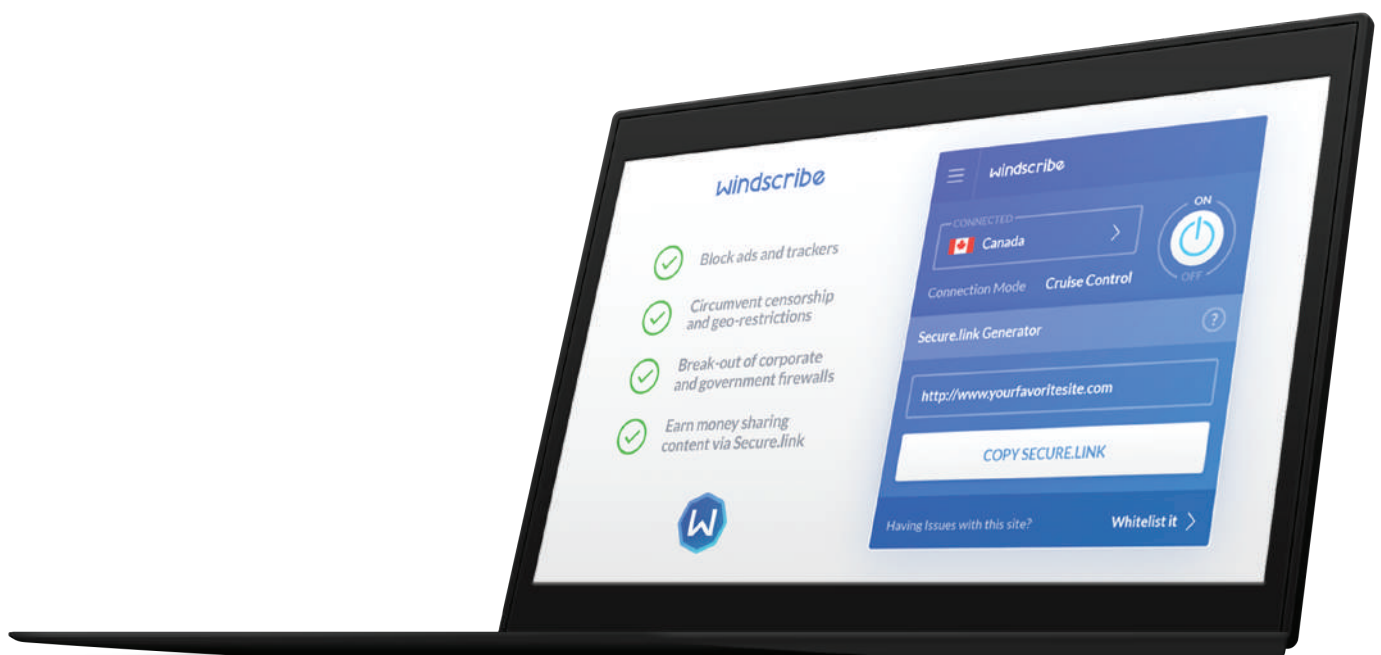 windscribe
Block ads and trackers
Circumvent censorship
and geo-restrictions
Break-out of corporate
and government firewalls
Earn money sharing
content via Secure.link
W
windscribe
CONNECTED
Canada
ON
OFF
Connection Mode Cruise Control
Secure.link Generator ?
http://www.yourfavoritesite.com
COPY SECURE.LINK
Having Issues with this site? Whitelist it